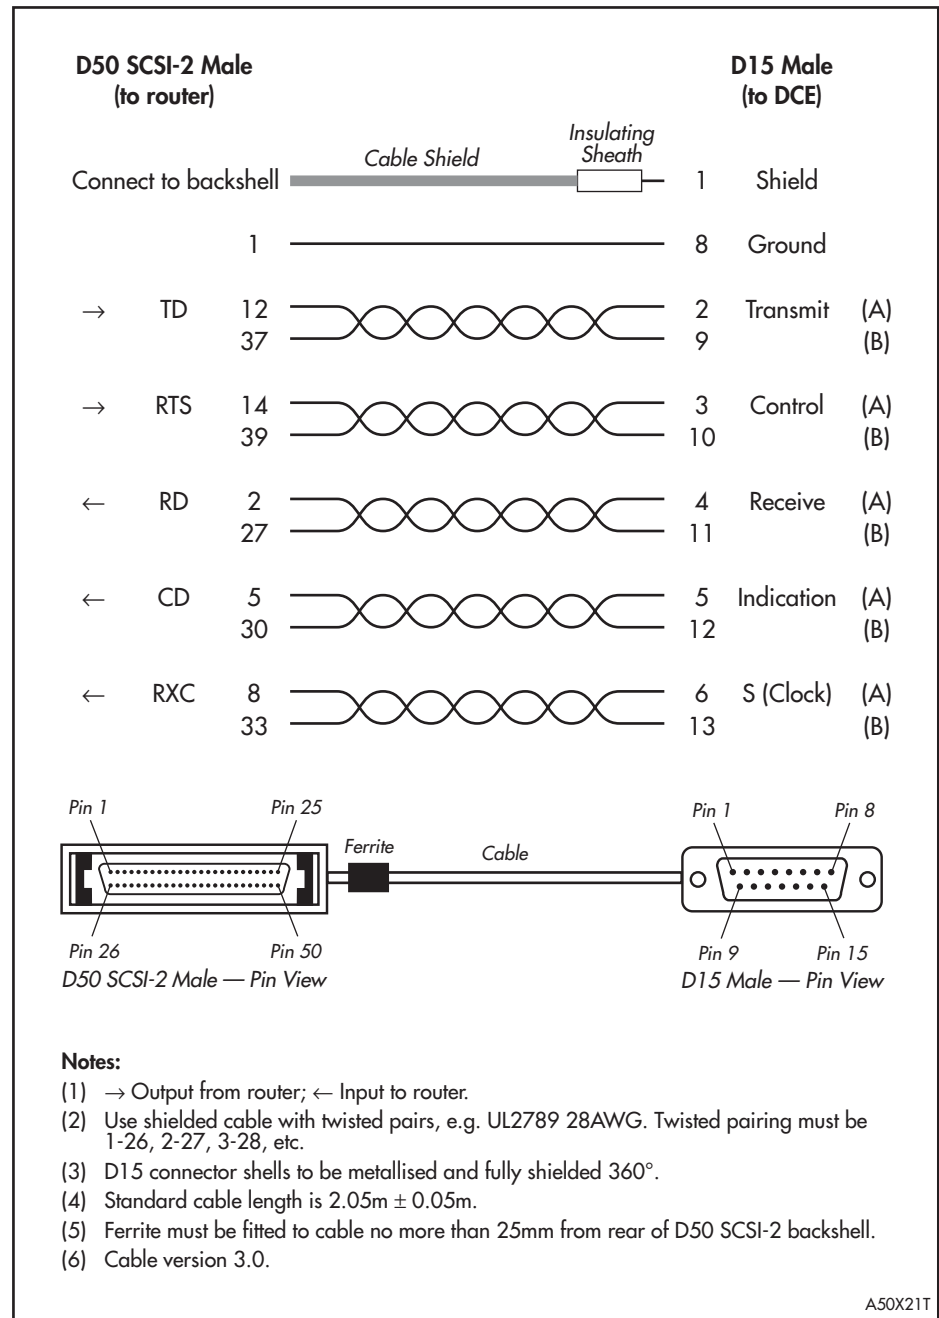 D50 SCSI-2 Male
(to router)
D15 Male
(to DCE)
Connect to backshell
Cable Shield
Insulating
Sheath
1 Shield
1 8 Ground
→ TD 12 2 Transmit (A)
37 9 (B)
→ RTS 14 3 Control (A)
39 10 (B)
← RD 2 4 Receive (A)
27 11 (B)
← CD 5 5 Indication (A)
30 12 (B)
← RXC 8 6 S (Clock) (A)
33 13 (B)
Pin 1 Pin 25
Ferrite
Cable
Pin 1 Pin 8
Pin 26 Pin 50
D50 SCSI-2 Male — Pin View
Pin 9 Pin 15
D15 Male — Pin View
Notes:
(1) → Output from router; ← Input to router.
(2) Use shielded cable with twisted pairs, e.g. UL2789 28AWG. Twisted pairing must be
1-26, 2-27, 3-28, etc.
(3) D15 connector shells to be metallised and fully shielded 360°.
(4) Standard cable length is 2.05m ± 0.05m.
(5) Ferrite must be fitted to cable no more than 25mm from rear of D50 SCSI-2 backshell.
(6) Cable version 3.0.
A50X21T